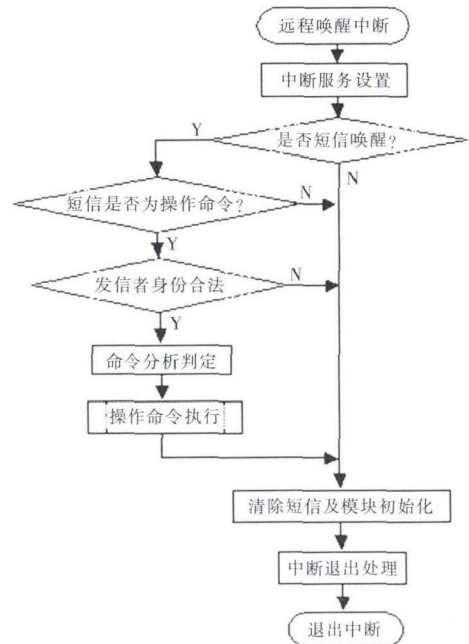 远程唤醒中断
中断服务设置
Y
是否短信唤醒?
N
短信是否为操作命令?
N
Y
发信者身份合法
N
Y
命令分析判定
操作命令执行
清除短信及模块初始化
中断退出处理
退出中断